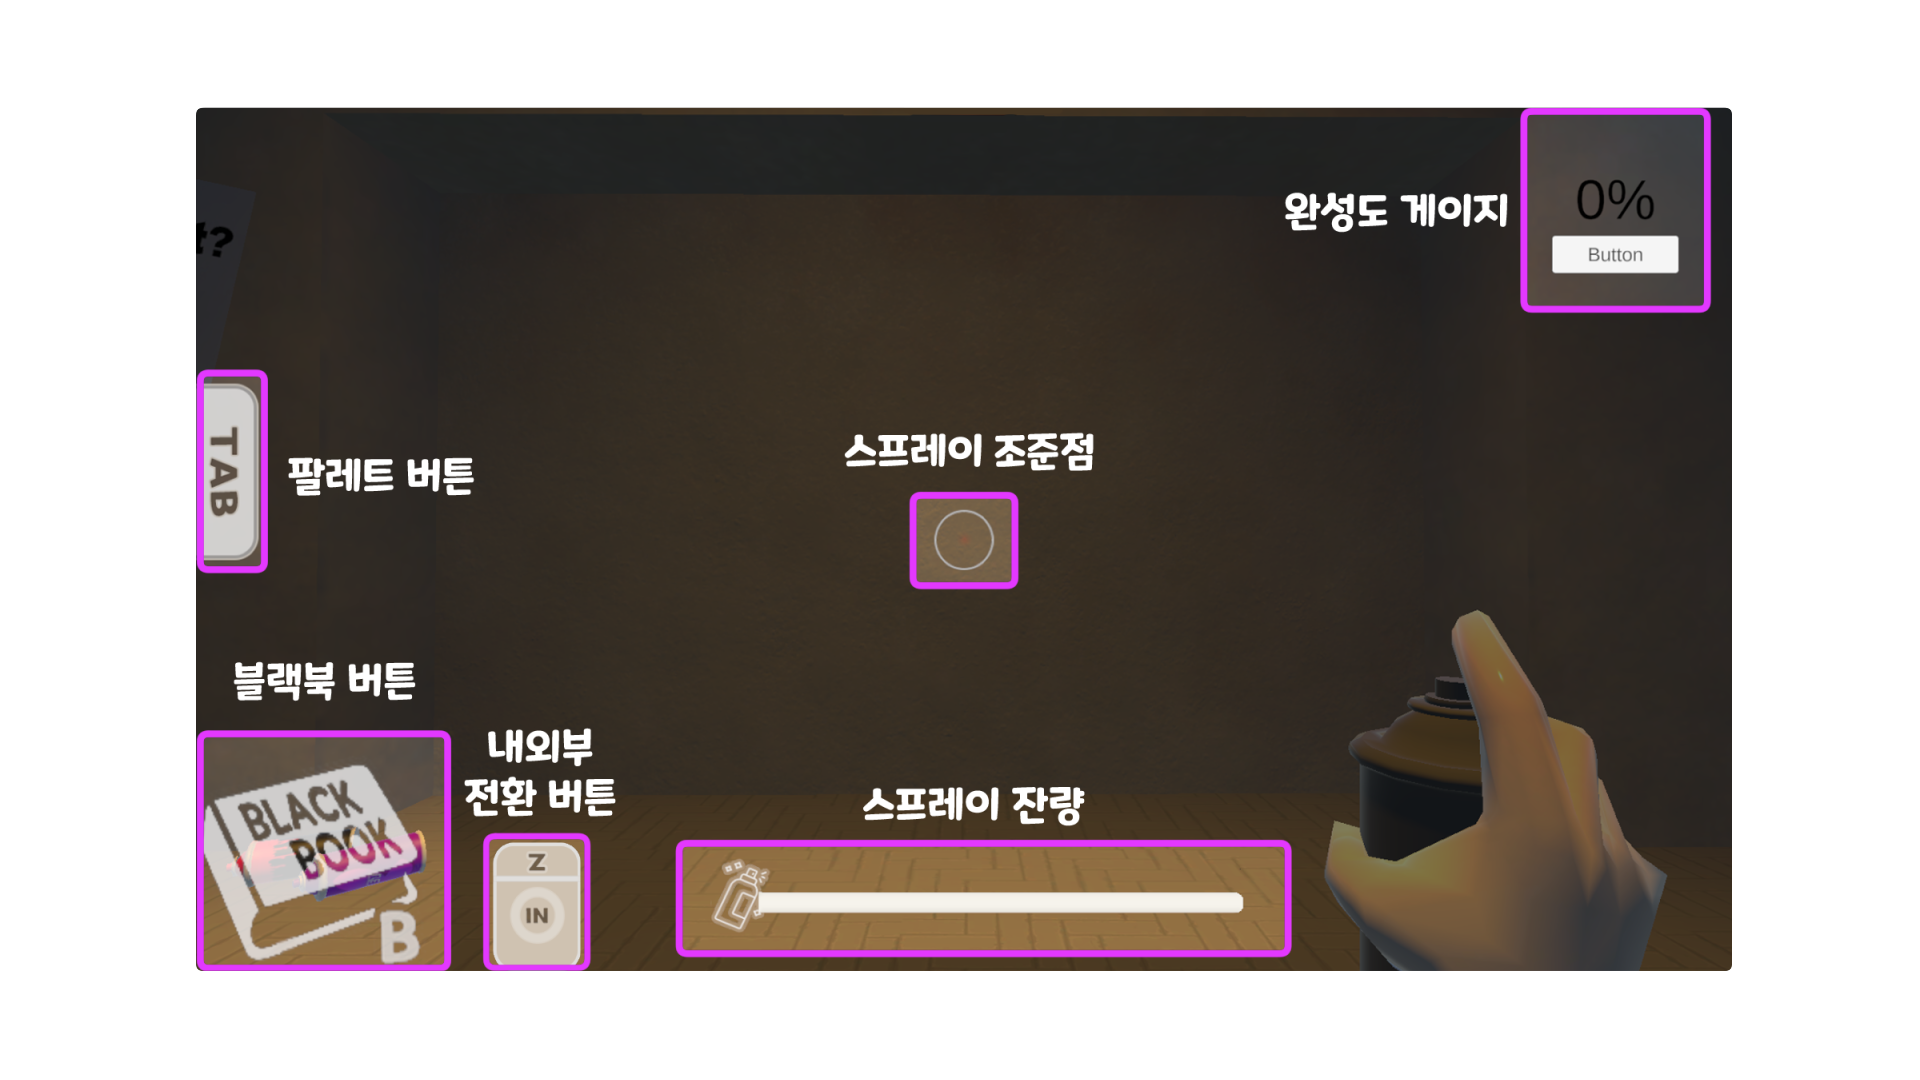 완성도 게이지
0%
Button
t?
TAB
팔레트 버튼
스프레이 조준점
블랙북 버튼
BLACK
BOOK
B
내외부
전환 버튼
Z
IN
스프레이 잔량